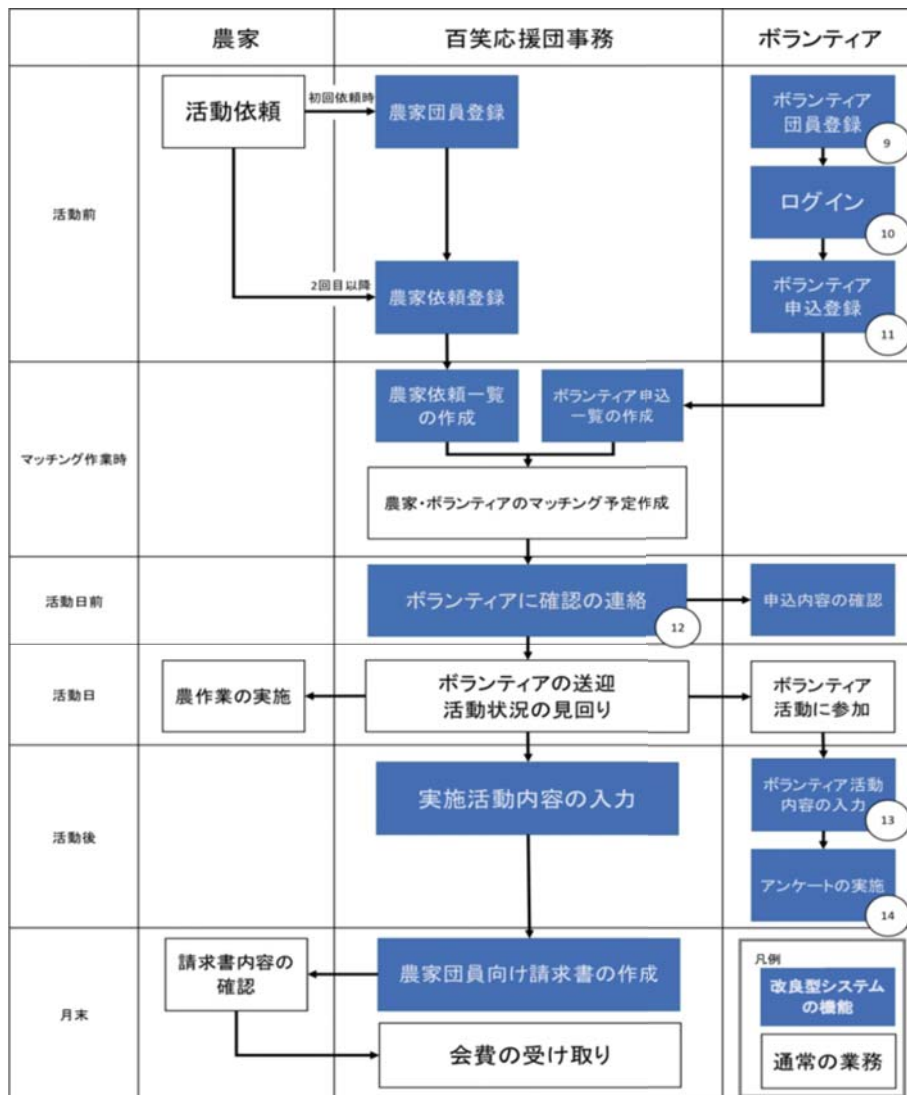 農家
百笑応援団事務
ボランティア
活動前
活動依頼
初回依頼時
農家団員登録
ボランティア
団員登録
9
ログイン
10
2回目以降
農家依頼登録
ボランティア
申込登録
11
マッチング作業時
農家依頼一覧
の作成
ボランティア申込
一覧の作成
農家・ボランティアのマッチング予定作成
活動日前
ボランティアに確認の連絡
12
申込内容の確認
活動日
農作業の実施
ボランティアの送迎
活動状況の見回り
ボランティア
活動に参加
活動後
実施活動内容の入力
ボランティア活動
内容の入力
13
アンケートの実施
14
月末
請求書内容の
確認
農家団員向け請求書の作成
会費の受け取り
凡例
改良型システム
の機能
通常の業務